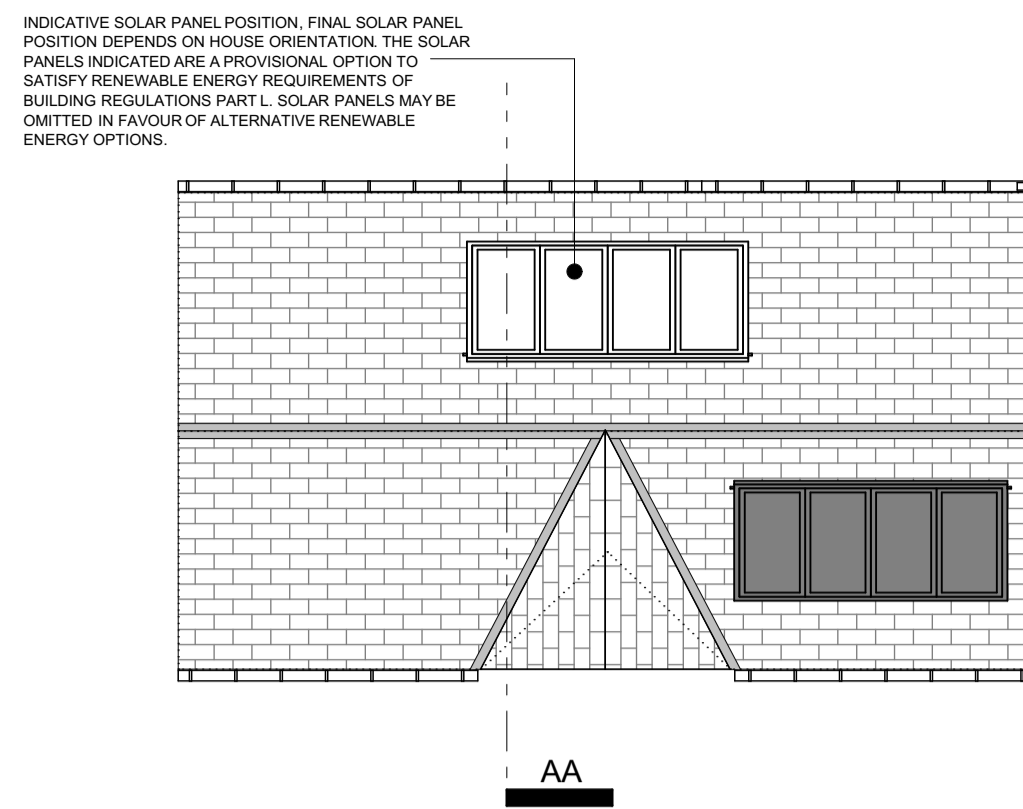 INDICATIVE SOLAR PANEL POSITION, FINAL SOLAR PANEL
POSITION DEPENDS ON HOUSE ORIENTATION. THE SOLAR
PANELS INDICATED ARE A PROVISIONAL OPTION TO
SATISFY RENEWABLE ENERGY REQUIREMENTS OF
BUILDING REGULATIONS PART L. SOLAR PANELS MAY BE
OMITTED IN FAVOUR OF ALTERNATIVE RENEWABLE
ENERGY OPTIONS.
AA